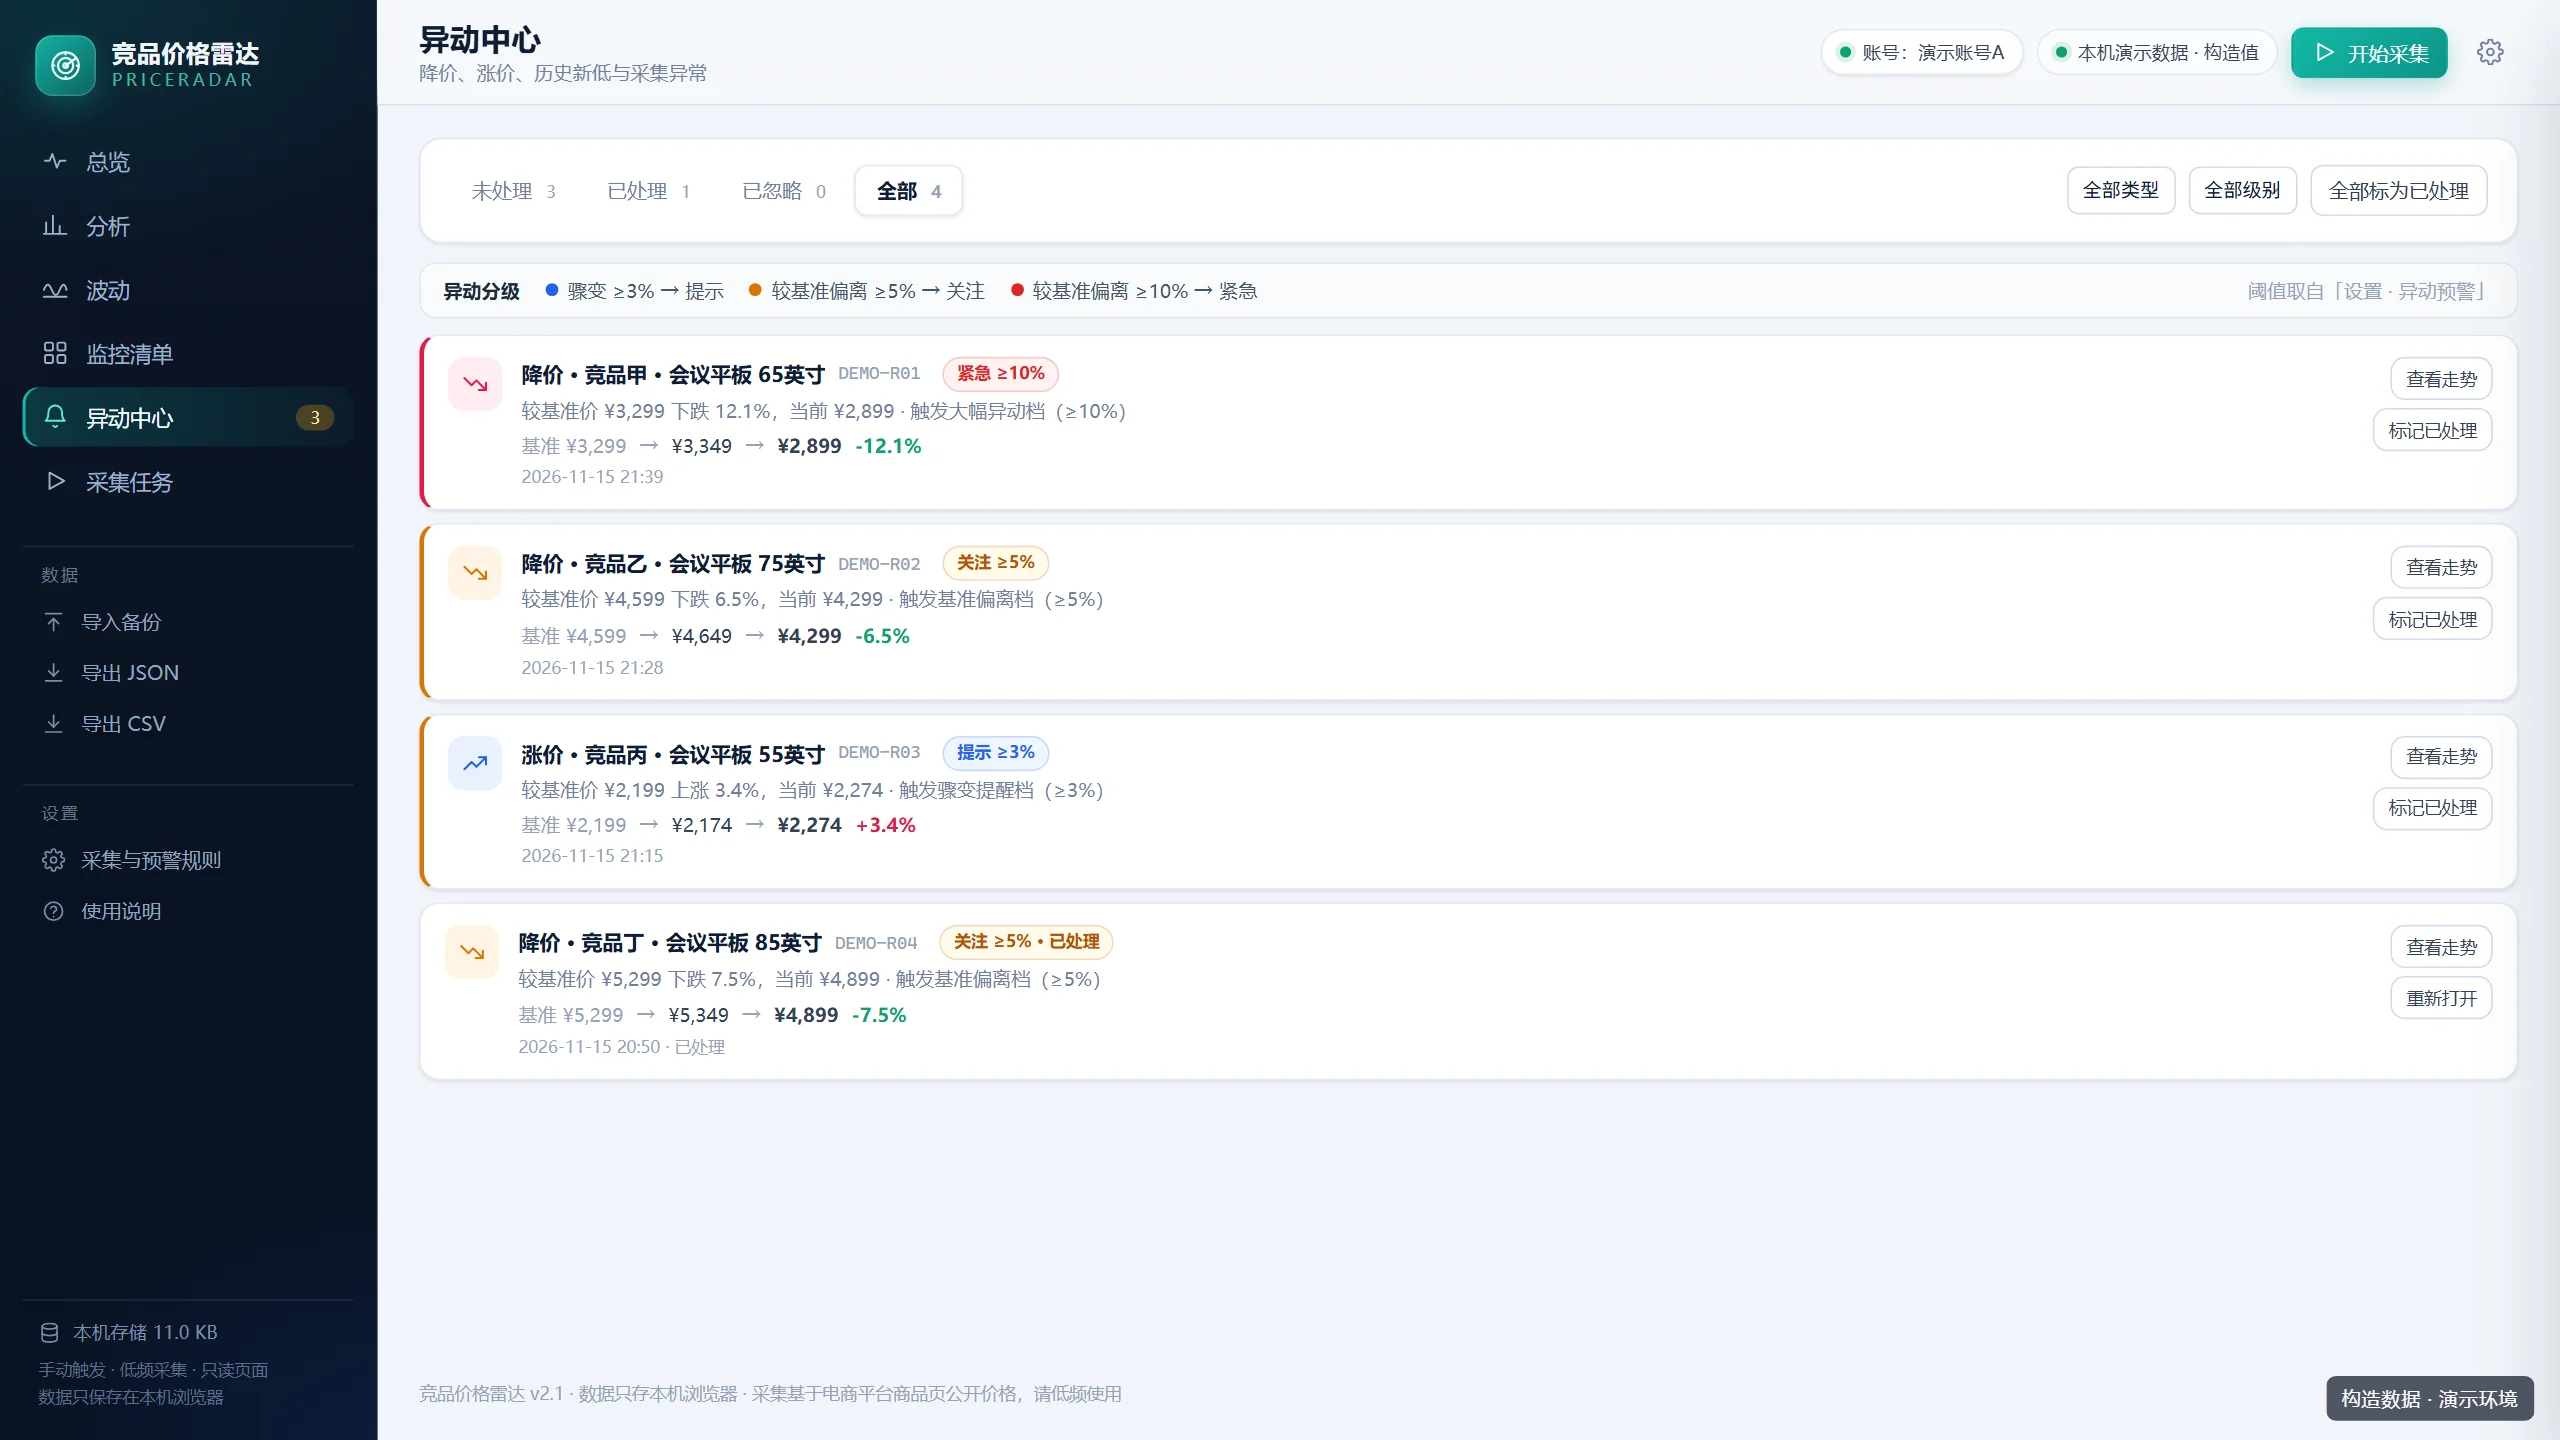 竞品价格雷达
PRICERADAR
总览
分析
波动
监控清单
异动中心 3
采集任务
数据
导入备份
导出 JSON
导出 CSV
设置
采集与预警规则
使用说明
本机存储 11.0 KB
手动触发 · 低频采集 · 只读页面
数据只保存在本机浏览器
异动中心
降价、涨价、历史新低与采集异常
账号：演示账号A
本机演示数据 · 构造值
开始采集
未处理 3 已处理 1 已忽略 0 全部 4
全部类型 全部级别 全部标为已处理
异动分级 骤变 ≥3% → 提示 较基准偏离 ≥5% → 关注 较基准偏离 ≥10% → 紧急
阈值取自「设置 · 异动预警」
降价 • 竞品甲 • 会议平板 65英寸 DEMO-R01 紧急 ≥10%
较基准价 ¥3,299 下跌 12.1%，当前 ¥2,899 · 触发大幅异动档（≥10%）
基准 ¥3,299 → ¥3,349 → ¥2,899 -12.1%
2026-11-15 21:39
查看走势
标记已处理
降价 • 竞品乙 • 会议平板 75英寸 DEMO-R02 关注 ≥5%
较基准价 ¥4,599 下跌 6.5%，当前 ¥4,299 · 触发基准偏离档（≥5%）
基准 ¥4,599 → ¥4,649 → ¥4,299 -6.5%
2026-11-15 21:28
查看走势
标记已处理
涨价 • 竞品丙 • 会议平板 55英寸 DEMO-R03 提示 ≥3%
较基准价 ¥2,199 上涨 3.4%，当前 ¥2,274 · 触发骤变提醒档（≥3%）
基准 ¥2,199 → ¥2,174 → ¥2,274 +3.4%
2026-11-15 21:15
查看走势
标记已处理
降价 • 竞品丁 • 会议平板 85英寸 DEMO-R04 关注 ≥5% • 已处理
较基准价 ¥5,299 下跌 7.5%，当前 ¥4,899 · 触发基准偏离档（≥5%）
基准 ¥5,299 → ¥5,349 → ¥4,899 -7.5%
2026-11-15 20:50 · 已处理
查看走势
重新打开
竞品价格雷达 v2.1 · 数据只存本机浏览器 · 采集基于电商平台商品页公开价格，请低频使用
构造数据 · 演示环境